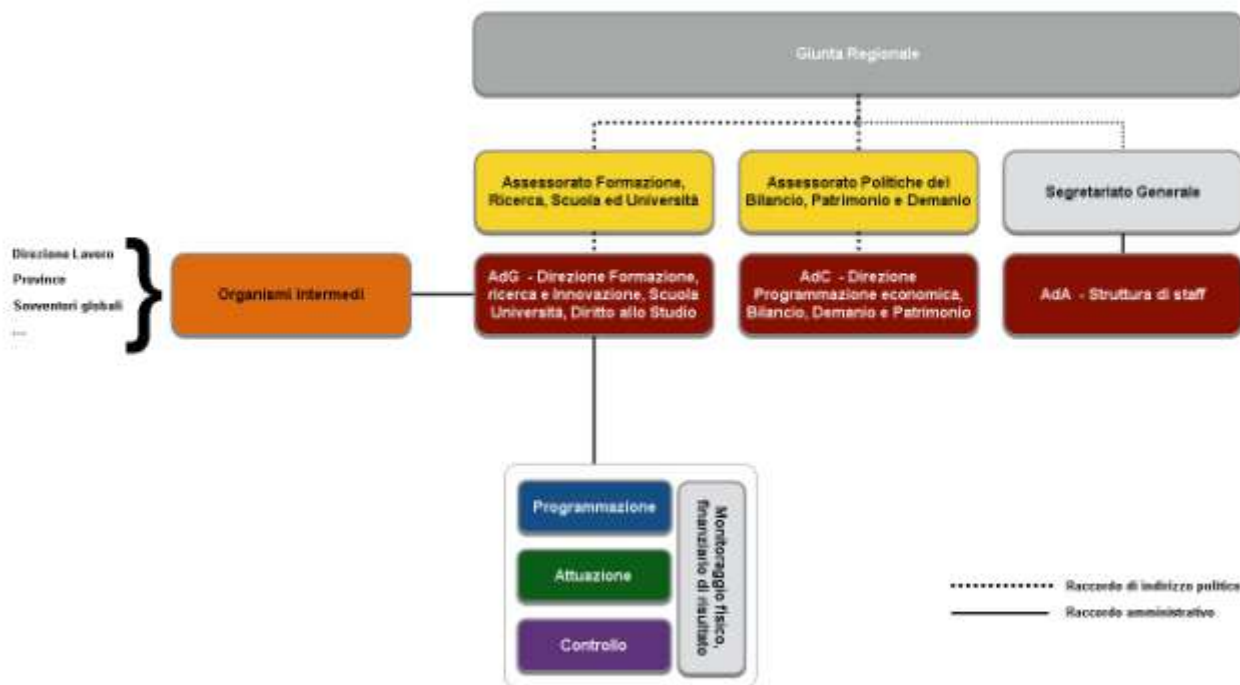 Giunta Regionale
Assessorato Formazione,
Ricerca, Scuola ed Università
Assessorato Politiche del
Bilancio, Patrimonio e Demanio
Segretariato Generale
Direzione Lavoro
Province
Sovventori globali
...
}
Organismi intermedi
AdG - Direzione Formazione,
ricerca e Innovazione, Scuola
Università, Diritto allo Studio
AdC - Direzione
Programmazione economica,
Bilancio, Demanio e Patrimonio
AdA - Struttura di staff
Programmazione
Attuazione
Controllo
Monitoraggio fisico,
finanziario di risultato
Raccordo di indirizzo politico
Raccordo amministrativo